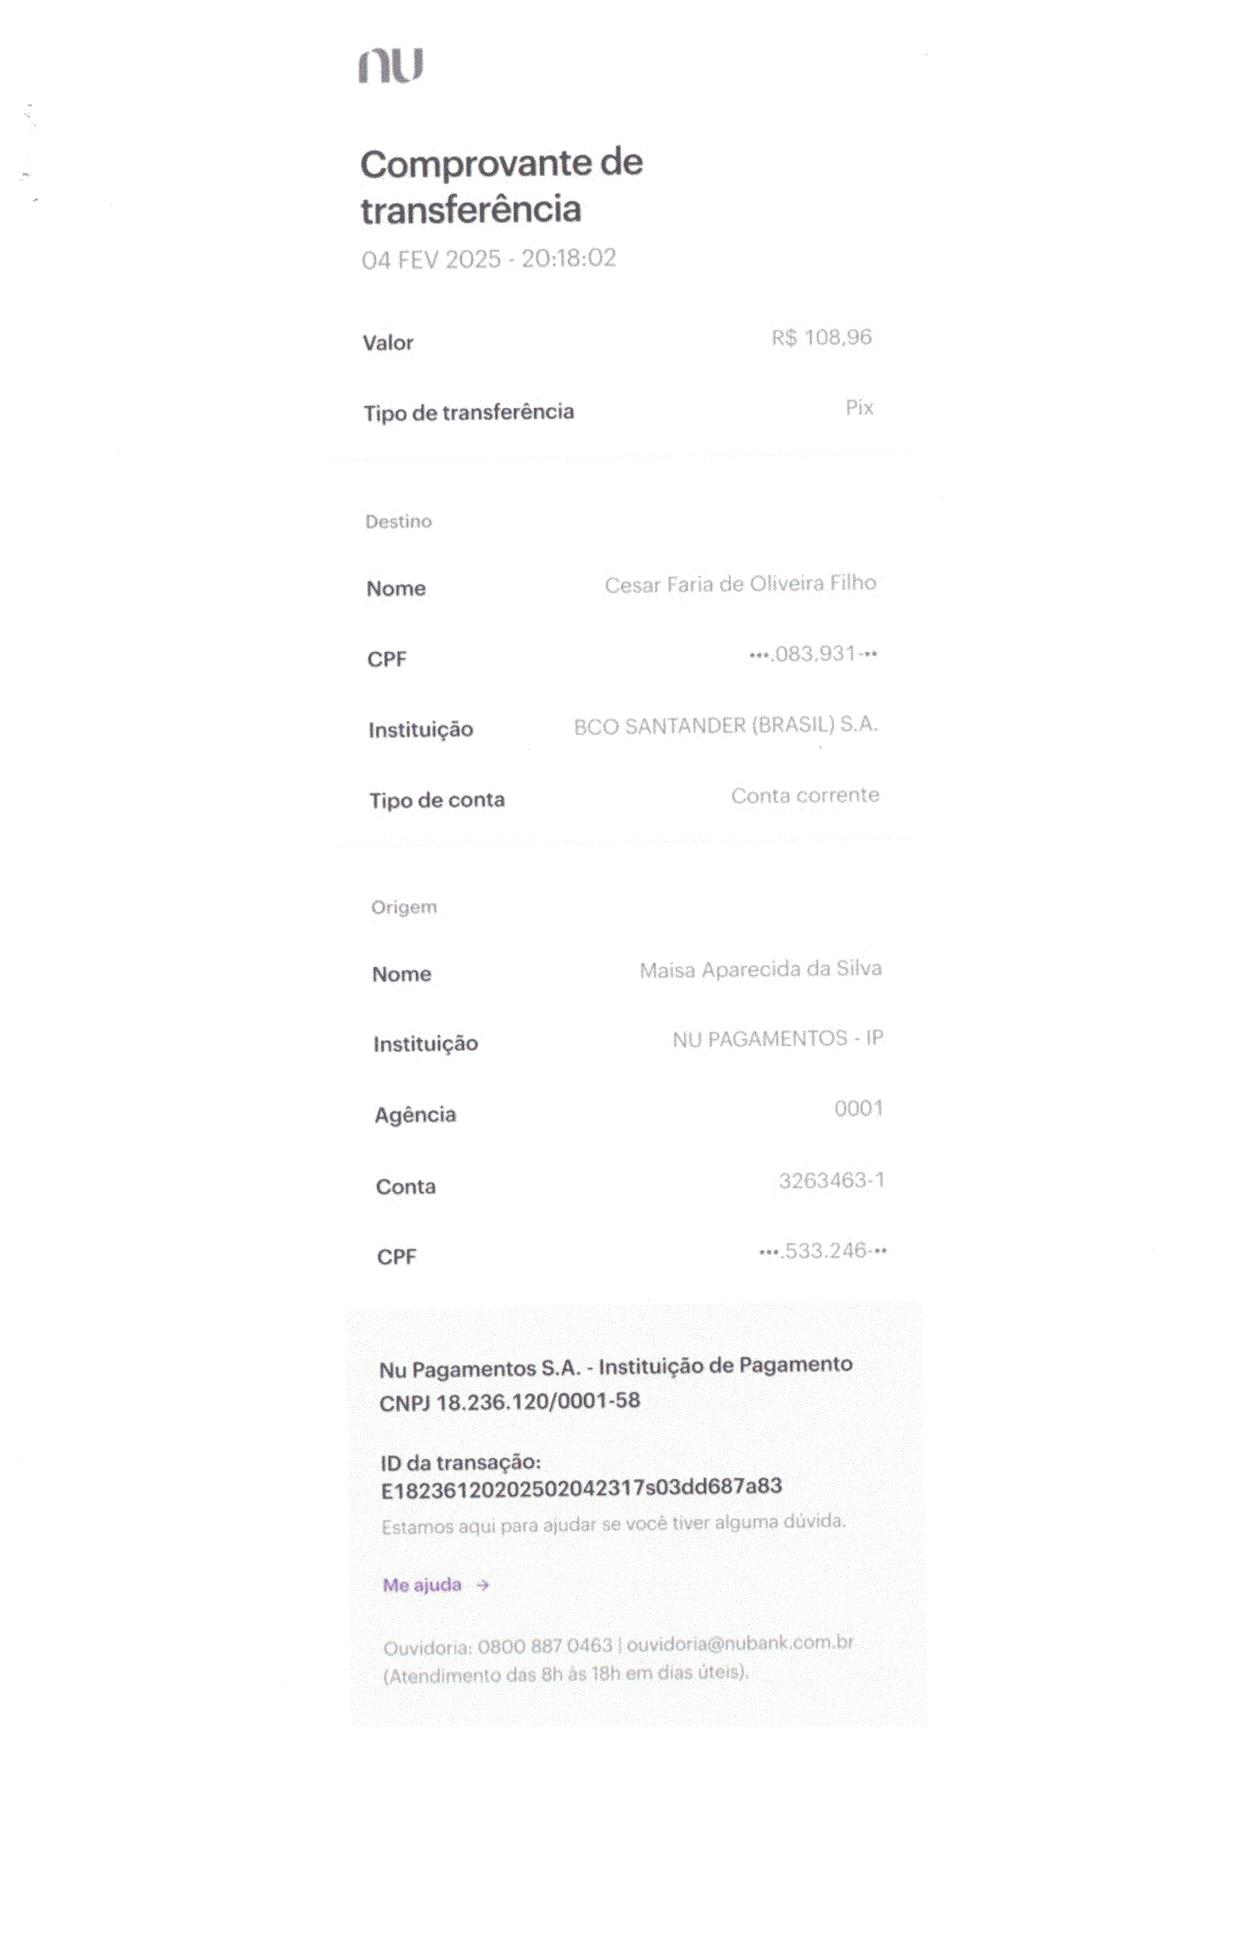 nu
Comprovante de
transferência
04 FEV 2025 - 20:18:02
Valor R$ 108,96
Tipo de transferência Pix
Destino
Nome Cesar Faria de Oliveira Filho
CPF •••.083.931-••
Instituição BCO SANTANDER (BRASIL) S.A.
Tipo de conta Conta corrente
Origem
Nome Maisa Aparecida da Silva
Instituição NU PAGAMENTOS - IP
Agência 0001
Conta 3263463-1
CPF •••.533.246-••
Nu Pagamentos S.A. - Instituição de Pagamento
CNPJ 18.236.120/0001-58
ID da transação:
E18236120202502042317s03dd687a83
Estamos aqui para ajudar se você tiver alguma dúvida.
Me ajuda →
Ouvidoria: 0800 887 0463 | ouvidoria@nubank.com.br
(Atendimento das 8h às 18h em dias úteis).